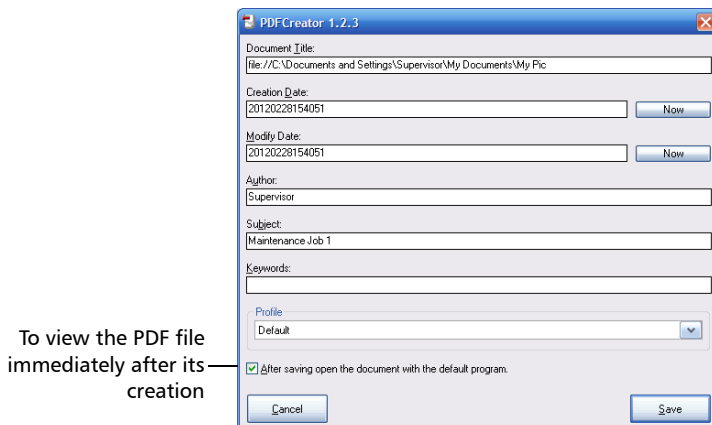 PDFCreator 1.2.3
Document Title:
file://C:\Documents and Settings\Supervisor\My Documents\My Pic
Creation Date:
20120228154051
Now
Modify Date:
20120228154051
Now
Author:
Supervisor
Subject:
Maintenance Job 1
Keywords:
Profile
Default
To view the PDF file
immediately after its
creation
After saving open the document with the default program.
Cancel
Save